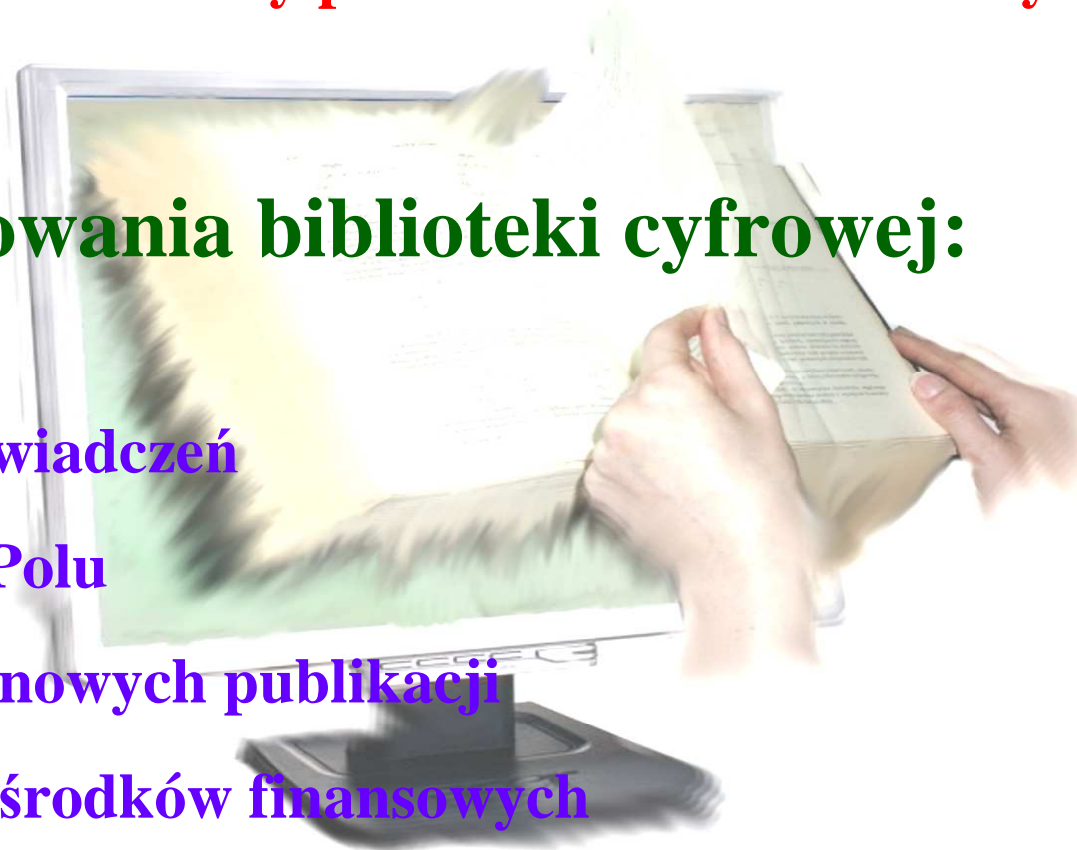 owania biblioteki cyfrowej:
wiadczeń
Polu
nowych publikacji
środków finansowych